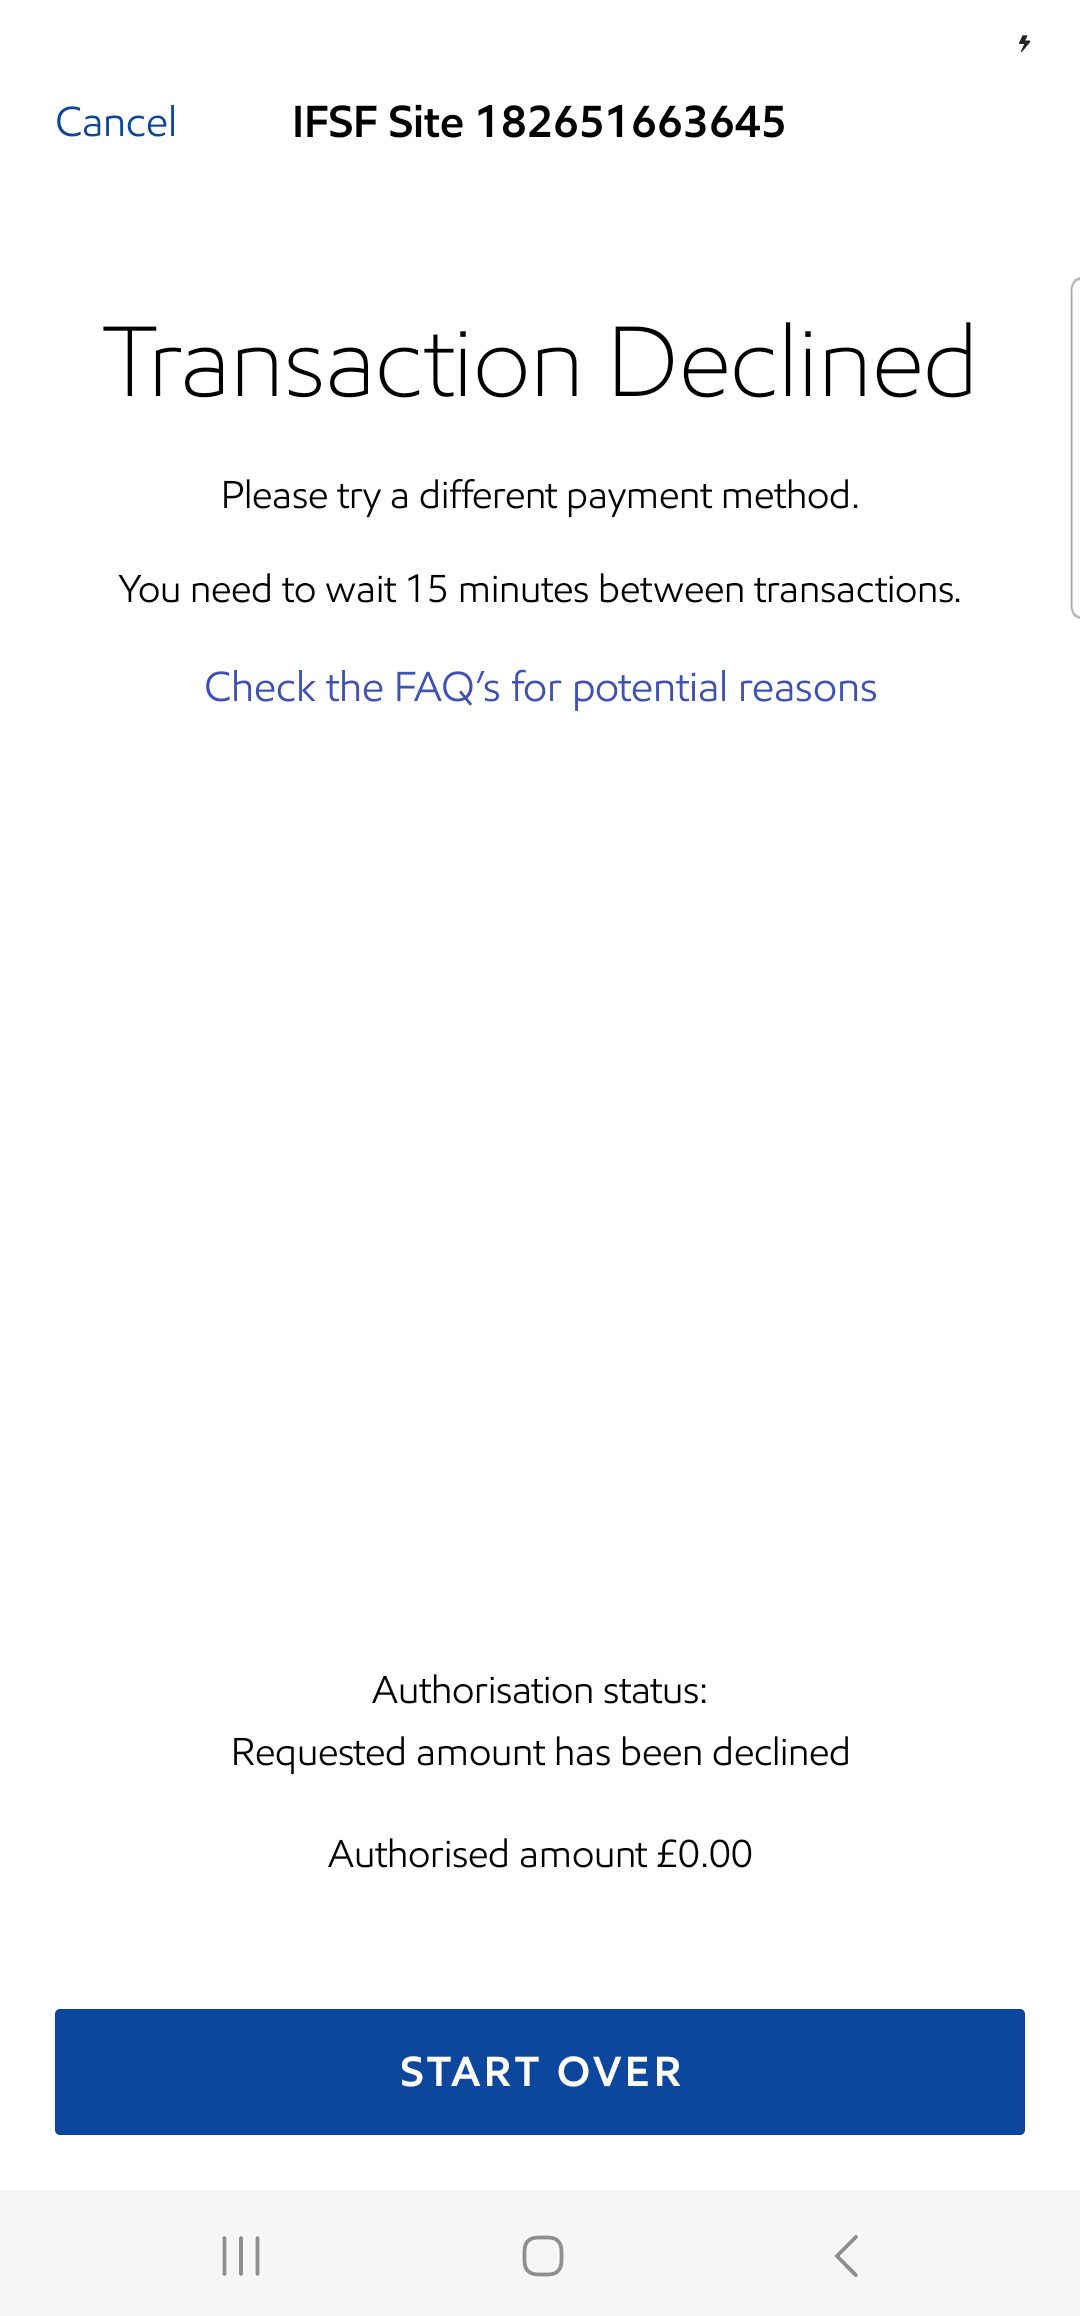 Cancel IFSF Site 182651663645
Transaction Declined
Please try a different payment method.
You need to wait 15 minutes between transactions.
Check the FAQ’s for potential reasons
Authorisation status:
Requested amount has been declined
Authorised amount £0.00
START OVER